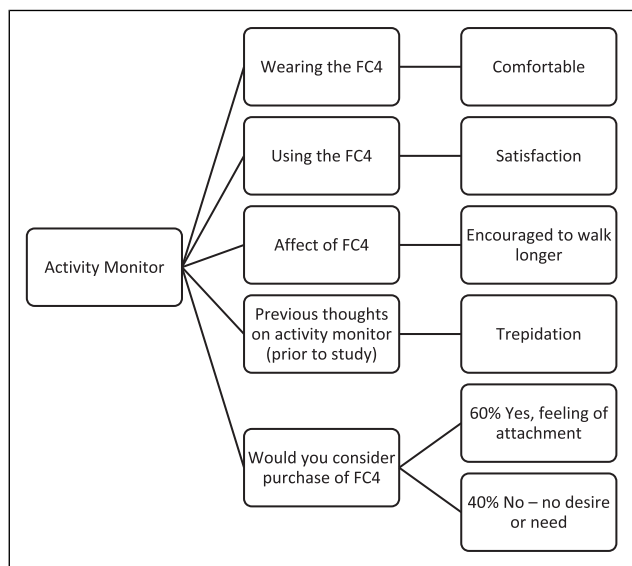 Activity Monitor
Wearing the FC4
Comfortable
Using the FC4
Satisfaction
Affect of FC4
Encouraged to walk
longer
Previous thoughts
on activity monitor
(prior to study)
Trepidation
Would you consider
purchase of FC4
60% Yes, feeling of
attachment
40% No – no desire
or need